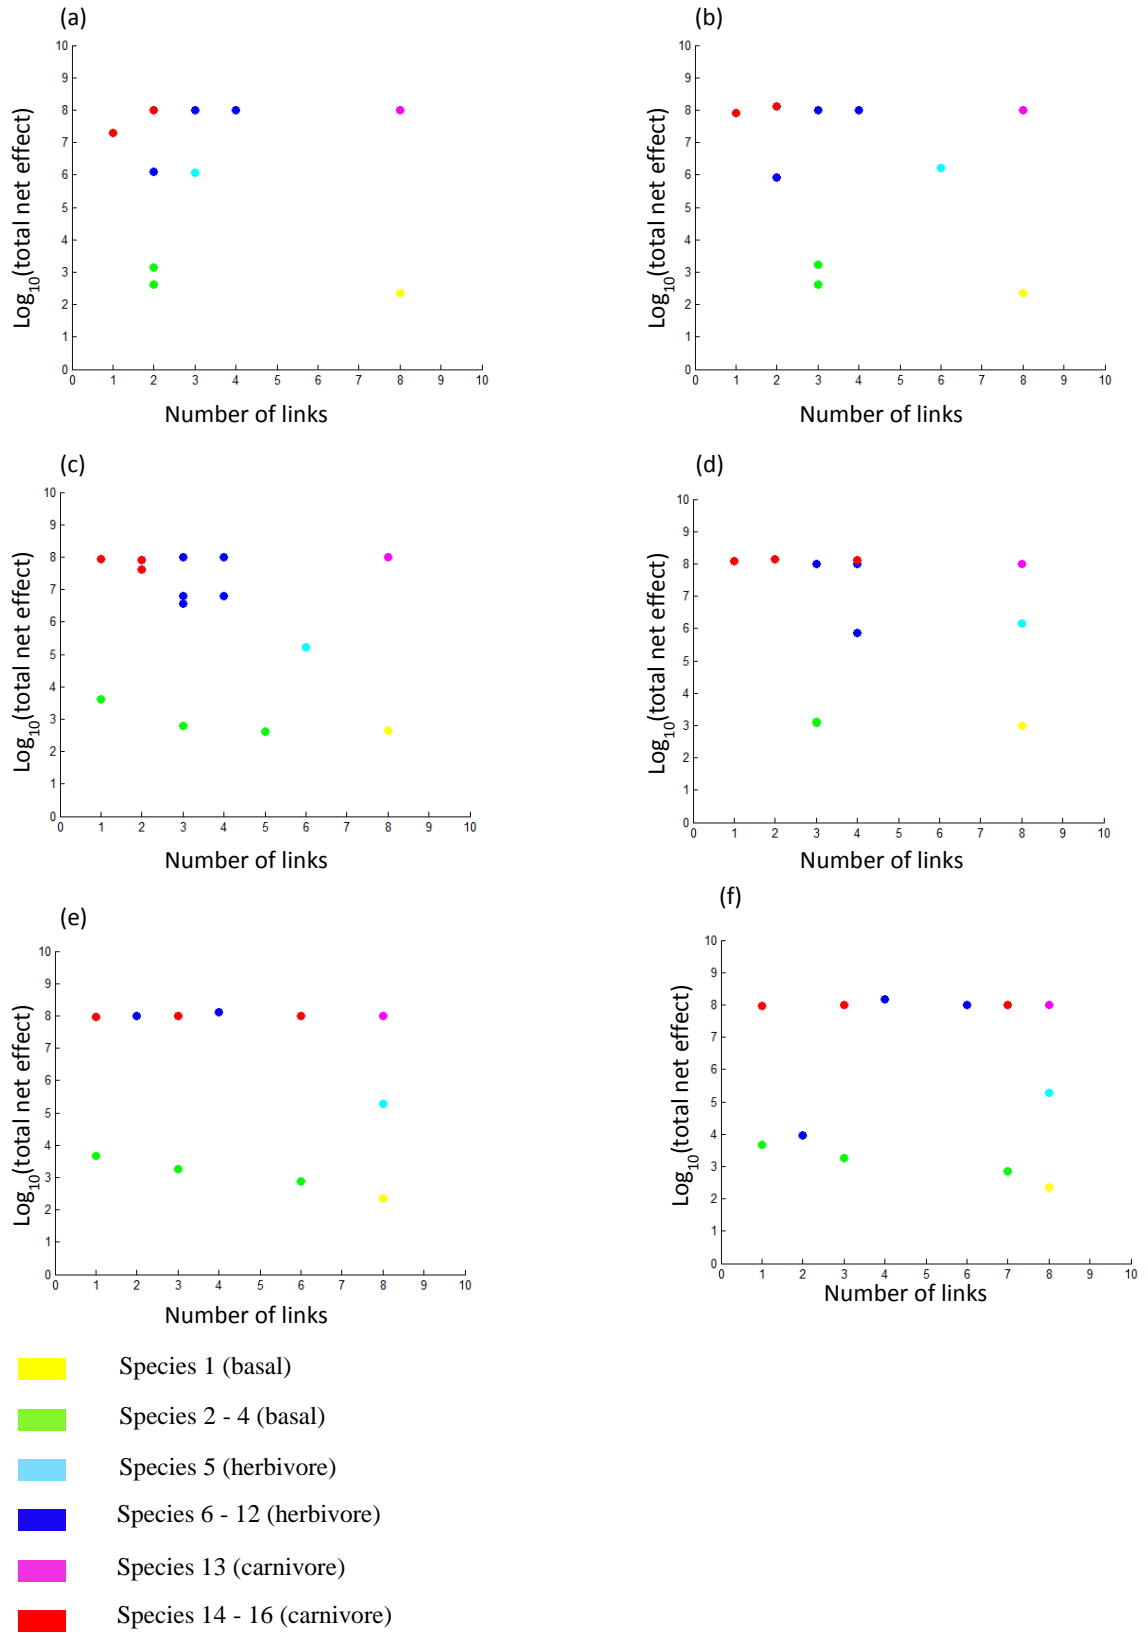 (a)
10
9
8
7
6
5
4
3
2
1
0
0 1 2 3 4 5 6 7 8 9 10
Log10(total net effect)
Number of links
(b)
10
9
8
7
6
5
4
3
2
1
0
0 1 2 3 4 5 6 7 8 9 10
Log10(total net effect)
Number of links
(c)
10
9
8
7
6
5
4
3
2
1
0
0 1 2 3 4 5 6 7 8 9 10
Log10(total net effect)
Number of links
(d)
10
9
8
7
6
5
4
3
2
1
0
0 1 2 3 4 5 6 7 8 9 10
Log10(total net effect)
Number of links
(e)
10
9
8
7
6
5
4
3
2
1
0
0 1 2 3 4 5 6 7 8 9 10
Log10(total net effect)
Number of links
(f)
10
9
8
7
6
5
4
3
2
1
0
0 1 2 3 4 5 6 7 8 9 10
Log10(total net effect)
Number of links
Species 1 (basal)
Species 2 - 4 (basal)
Species 5 (herbivore)
Species 6 - 12 (herbivore)
Species 13 (carnivore)
Species 14 - 16 (carnivore)